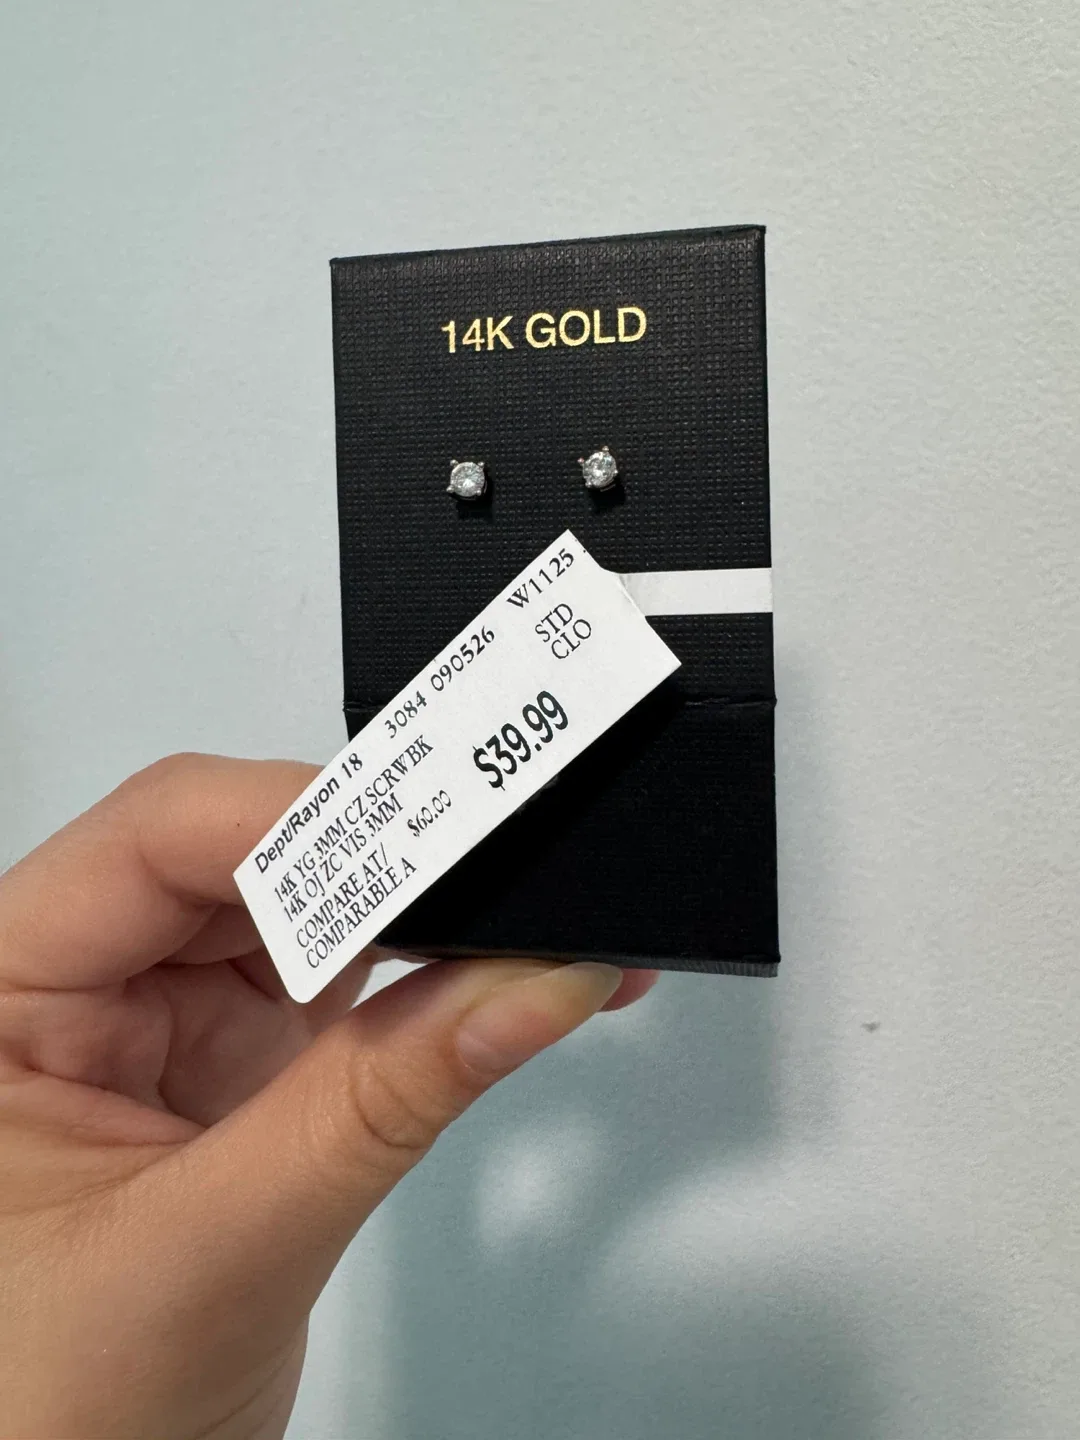 14K GOLD
Dept/Rayon 18 3084 090526 W1125
14K YG 3MM CZ SCRWBK STD
14K OJ ZC VIS 3MM CLO
COMPARE AT/ $60.00
COMPARABLE A
$39.99